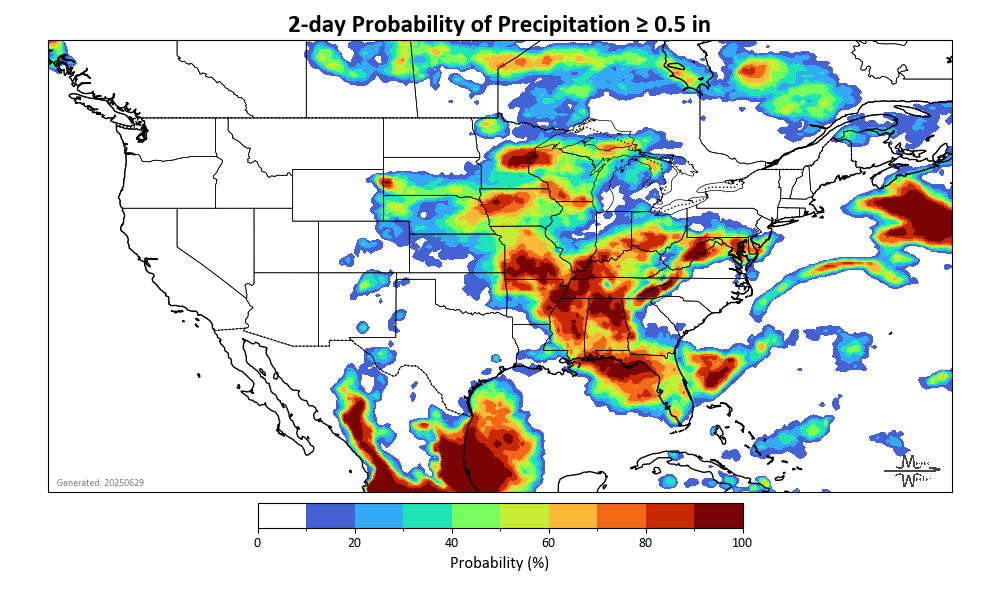 2-day Probability of Precipitation ≥ 0.5 in
Generated: 20250629
0 20 40 60 80 100
Probability (%)